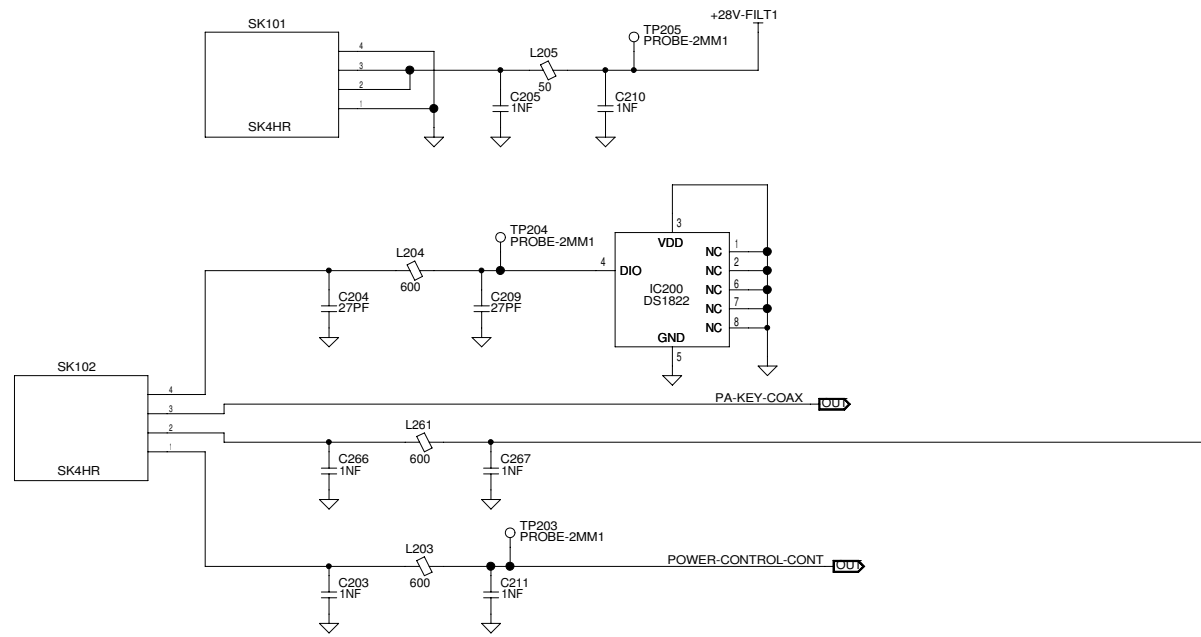 SK101
SK4HR
4
3
2
1
L205
50
C205
1NF
C210
1NF
TP205
PROBE-2MM1
+28V-FILT1
TP204
PROBE-2MM1
L204
600
C204
27PF
C209
27PF
3
VDD
4
DIO
IC200
DS1822
NC
1
NC
2
NC
6
NC
7
NC
8
GND
5
SK102
SK4HR
4
3
2
1
PA-KEY-COAX
OUT
L261
600
C266
1NF
C267
1NF
TP203
PROBE-2MM1
L203
600
C203
1NF
C211
1NF
POWER-CONTROL-CONT
OUT